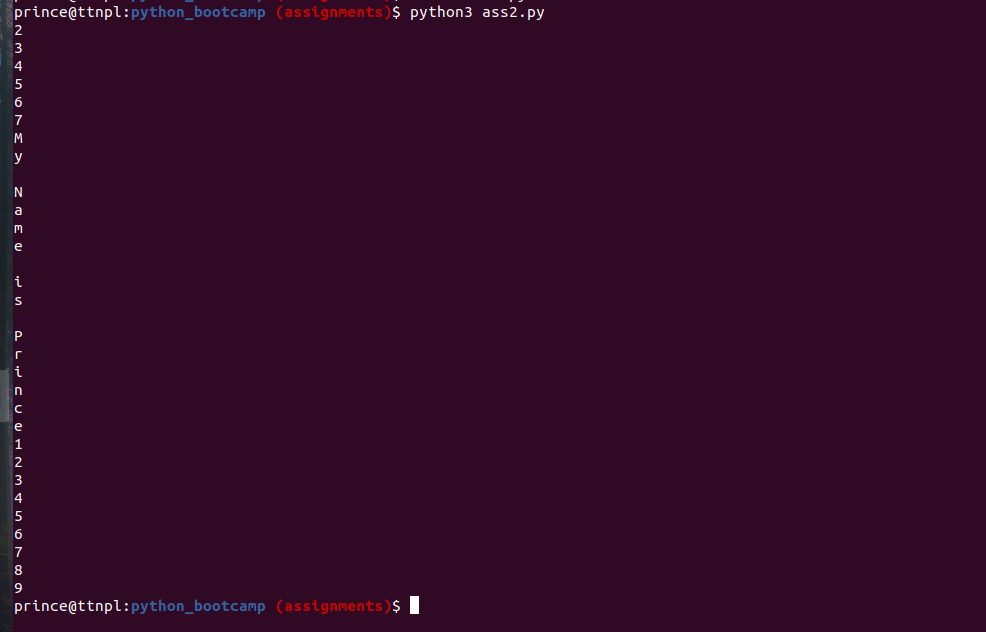 prince@ttnpl:python_bootcamp (assignments)$ python3 ass2.py
2
3
4
5
6
7
M
y

N
a
m
e

i
s

P
r
i
n
c
e
1
2
3
4
5
6
7
8
9
prince@ttnpl:python_bootcamp (assignments)$